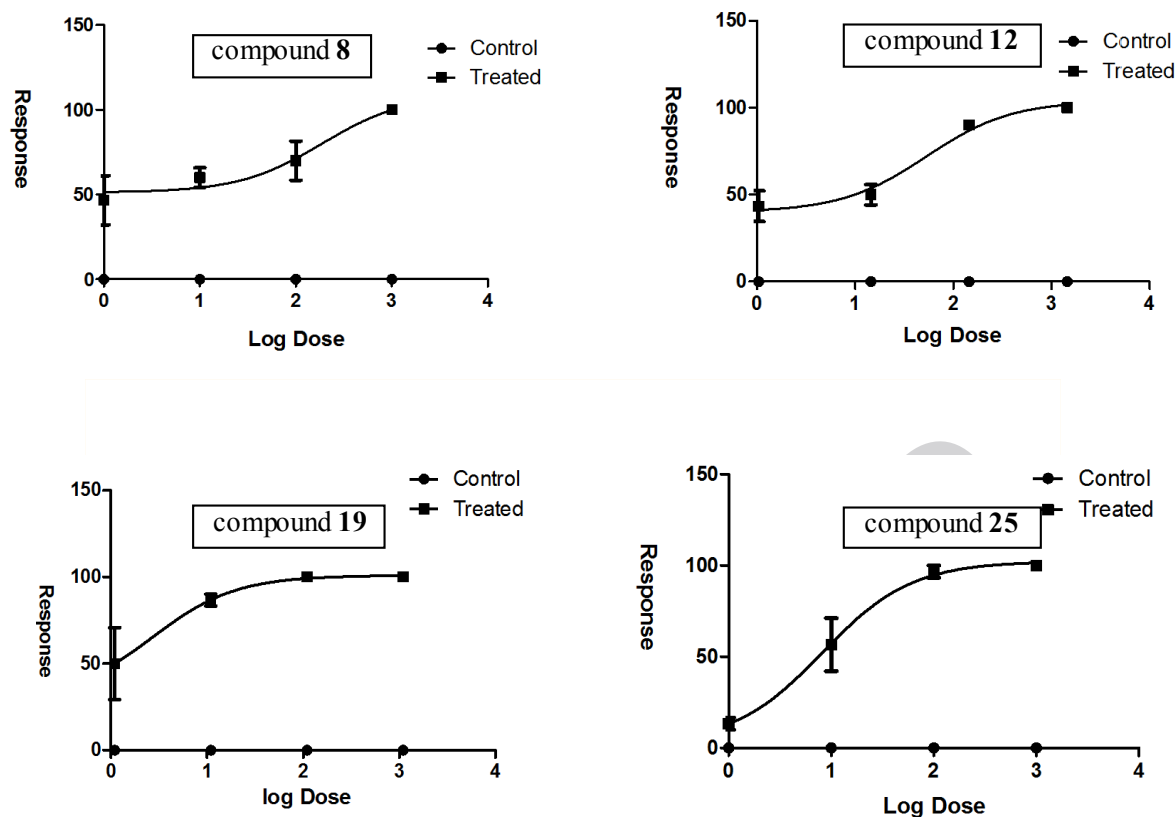 150
100
50
0
Response
compound 8
Control
Treated
0 1 2 3 4
Log Dose
150
100
50
0
Response
compound 12
Control
Treated
0 1 2 3 4
Log Dose
150
100
50
0
Response
compound 19
Control
Treated
0 1 2 3 4
log Dose
150
100
50
0
Response
compound 25
Control
Treated
0 1 2 3 4
Log Dose